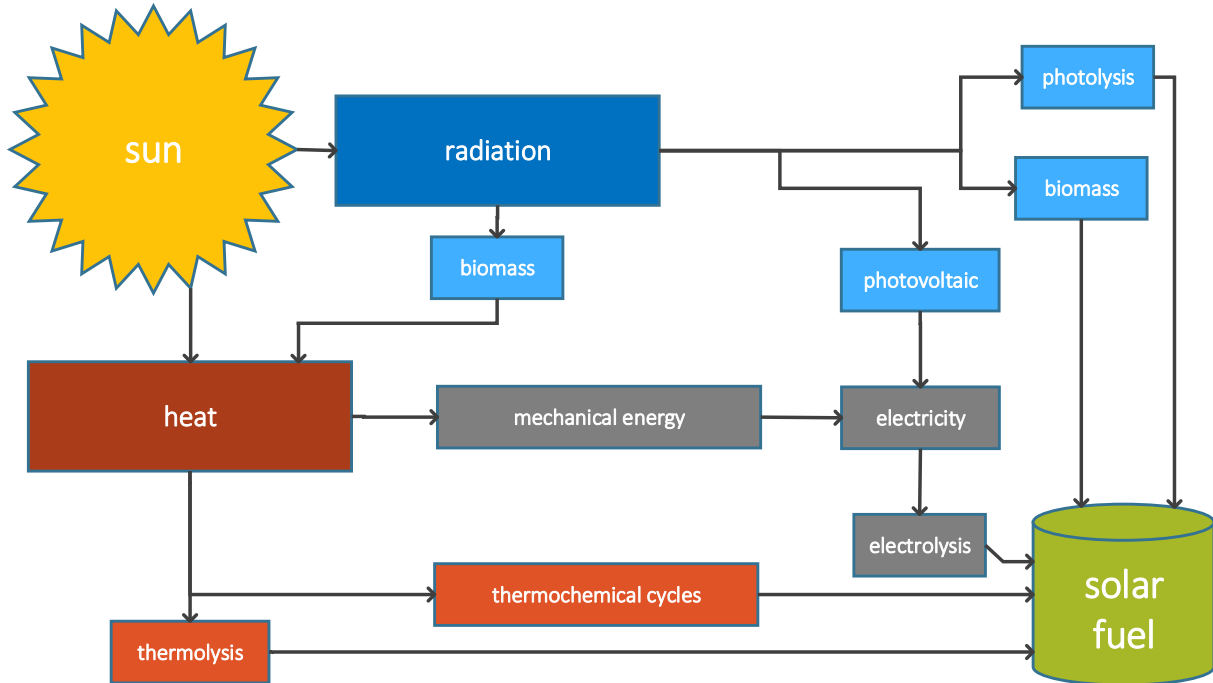 photolysis
sun
radiation
biomass
biomass
photovoltaic
heat
mechanical energy
electricity
electrolysis
thermochemical cycles
solar
fuel
thermolysis